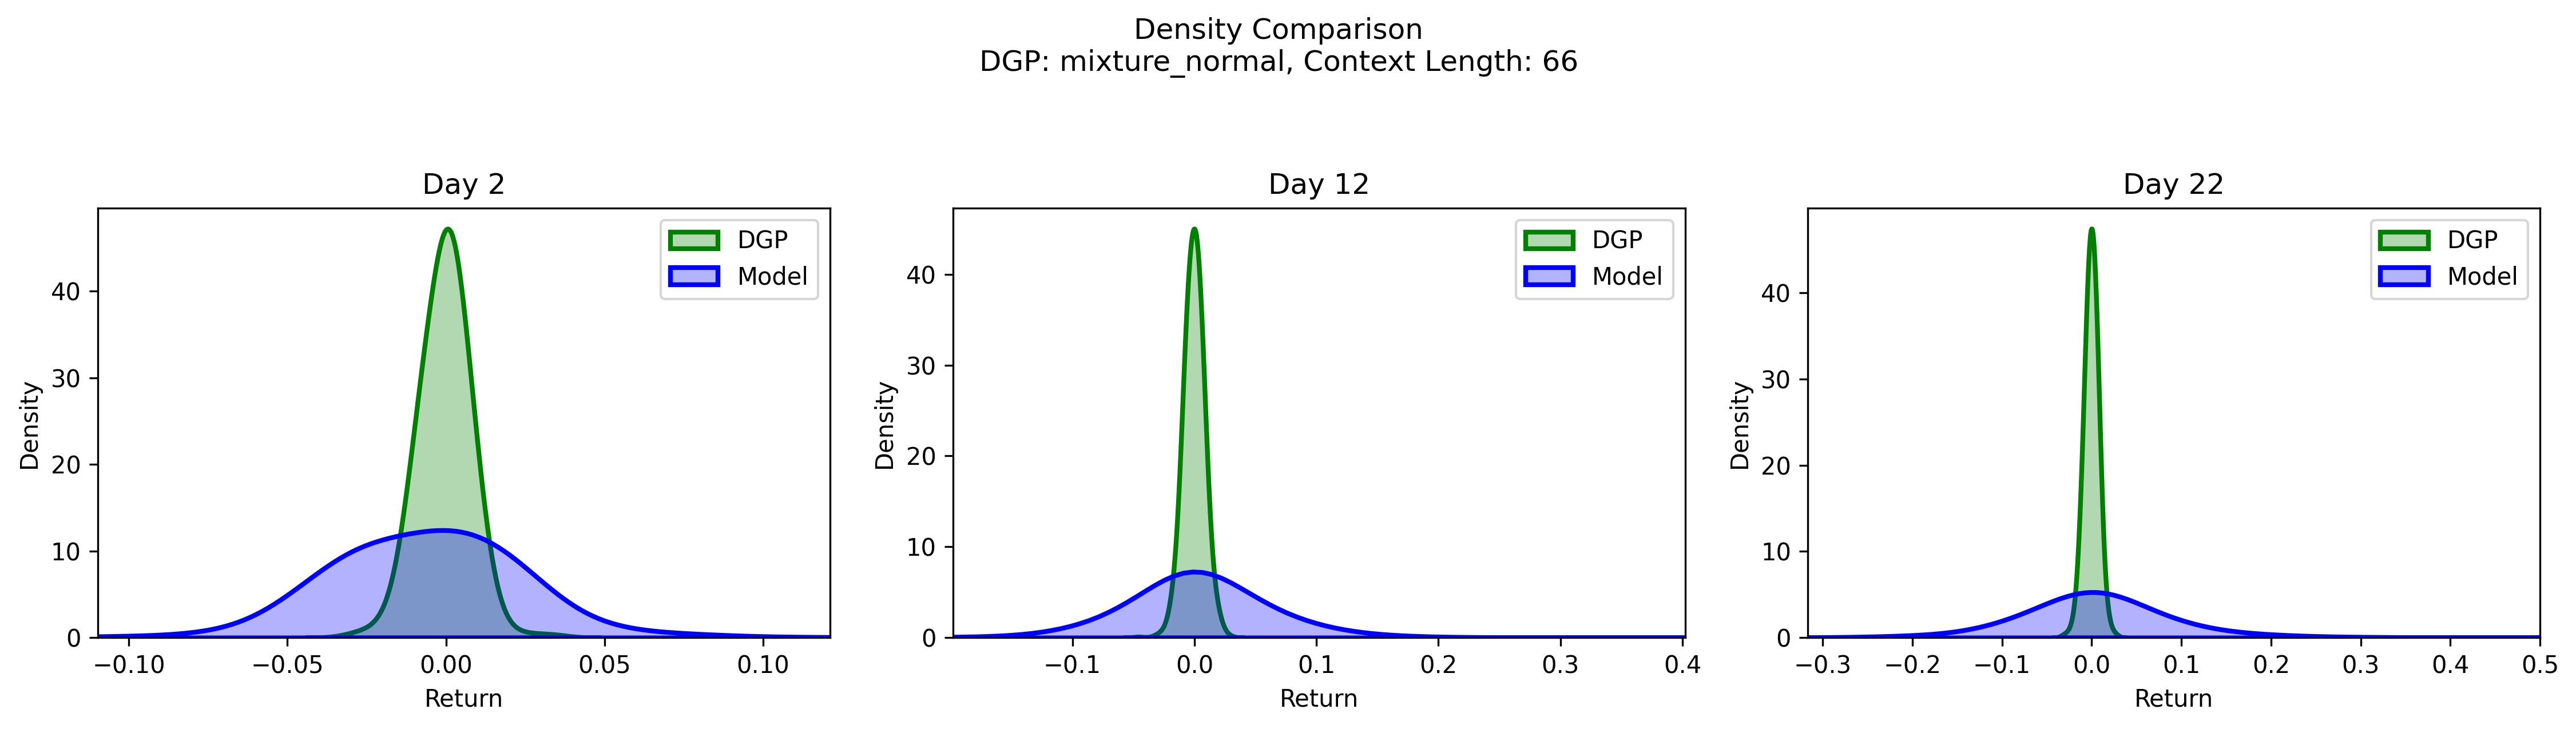 Density Comparison
DGP: mixture_normal, Context Length: 66
Day 2
DGP
Model
Density
0
10
20
30
40
−0.10
−0.05
0.00
0.05
0.10
Return
Day 12
DGP
Model
Density
0
10
20
30
40
−0.1
0.0
0.1
0.2
0.3
0.4
Return
Day 22
DGP
Model
Density
0
10
20
30
40
−0.3
−0.2
−0.1
0.0
0.1
0.2
0.3
0.4
0.5
Return